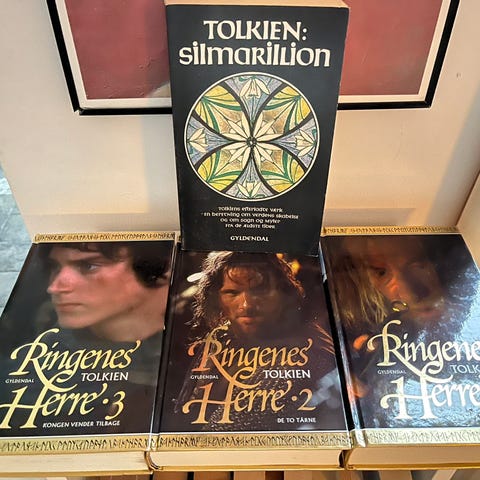 TOLKIEN:
silmarillion
tolkiens efterladte værk
- en beretning om verdens skabelse
og om sagn og myter
fra de ældste tider
GYLDENDAL
Ringenes
GYLDENDAL TOLKIEN
Herre·3
KONGEN VENDER TILBAGE
Ringenes
GYLDENDAL TOLKIEN
Herre·2
DE TO TÅRNE
Ringene
GYLDENDAL TOLK
Herre